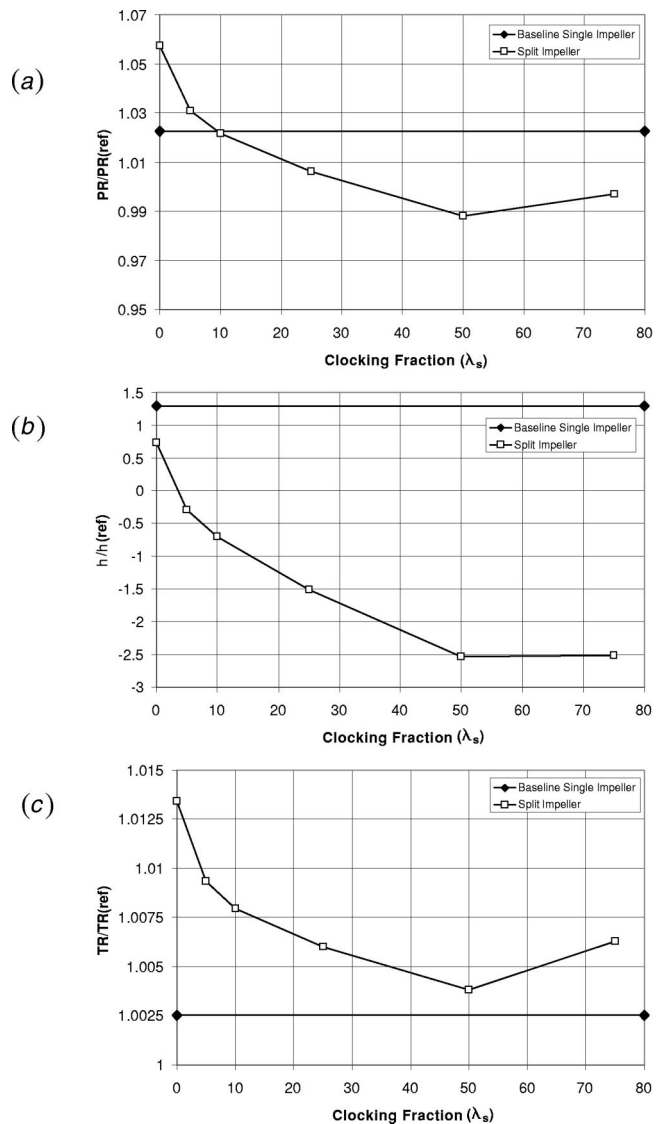 (a)
1.07
1.05
1.03
1.01
0.99
0.97
0.95
PR/PR(ref)
Baseline Single Impeller
Split Impeller
0 10 20 30 40 50 60 70 80
Clocking Fraction (λs)
(b)
1.5
1
0.5
0
-0.5
-1
-1.5
-2
-2.5
-3
h/h(ref)
Baseline Single Impeller
Split Impeller
0 10 20 30 40 50 60 70 80
Clocking Fraction (λs)
(c)
1.015
1.0125
1.01
1.0075
1.005
1.0025
1
TR/TR(ref)
Baseline Single Impeller
Split Impeller
0 10 20 30 40 50 60 70 80
Clocking Fraction (λs)